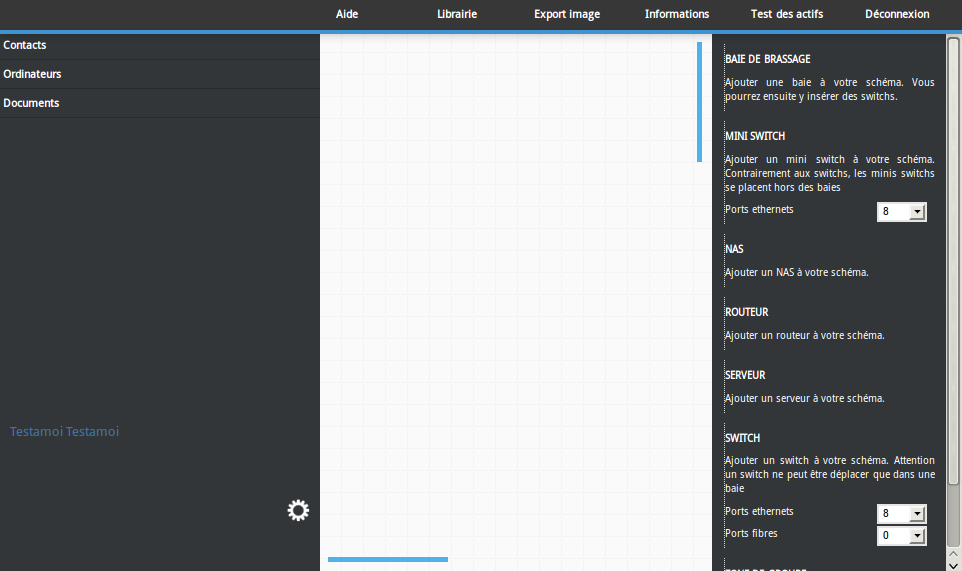 Aide Librairie Export image Informations Test des actifs Déconnexion
Contacts
Ordinateurs
Documents
Testamoi Testamoi
BAIE DE BRASSAGE
Ajouter une baie à votre schéma. Vous
pourrez ensuite y insérer des switchs.
MINI SWITCH
Ajouter un mini switch à votre schéma.
Contrairement aux switchs, les minis switchs
se placent hors des baies
Ports ethernets 8
NAS
Ajouter un NAS à votre schéma.
ROUTEUR
Ajouter un routeur à votre schéma.
SERVEUR
Ajouter un serveur à votre schéma.
SWITCH
Ajouter un switch à votre schéma. Attention
un switch ne peut être déplacer que dans une
baie
Ports ethernets 8
Ports fibres 0